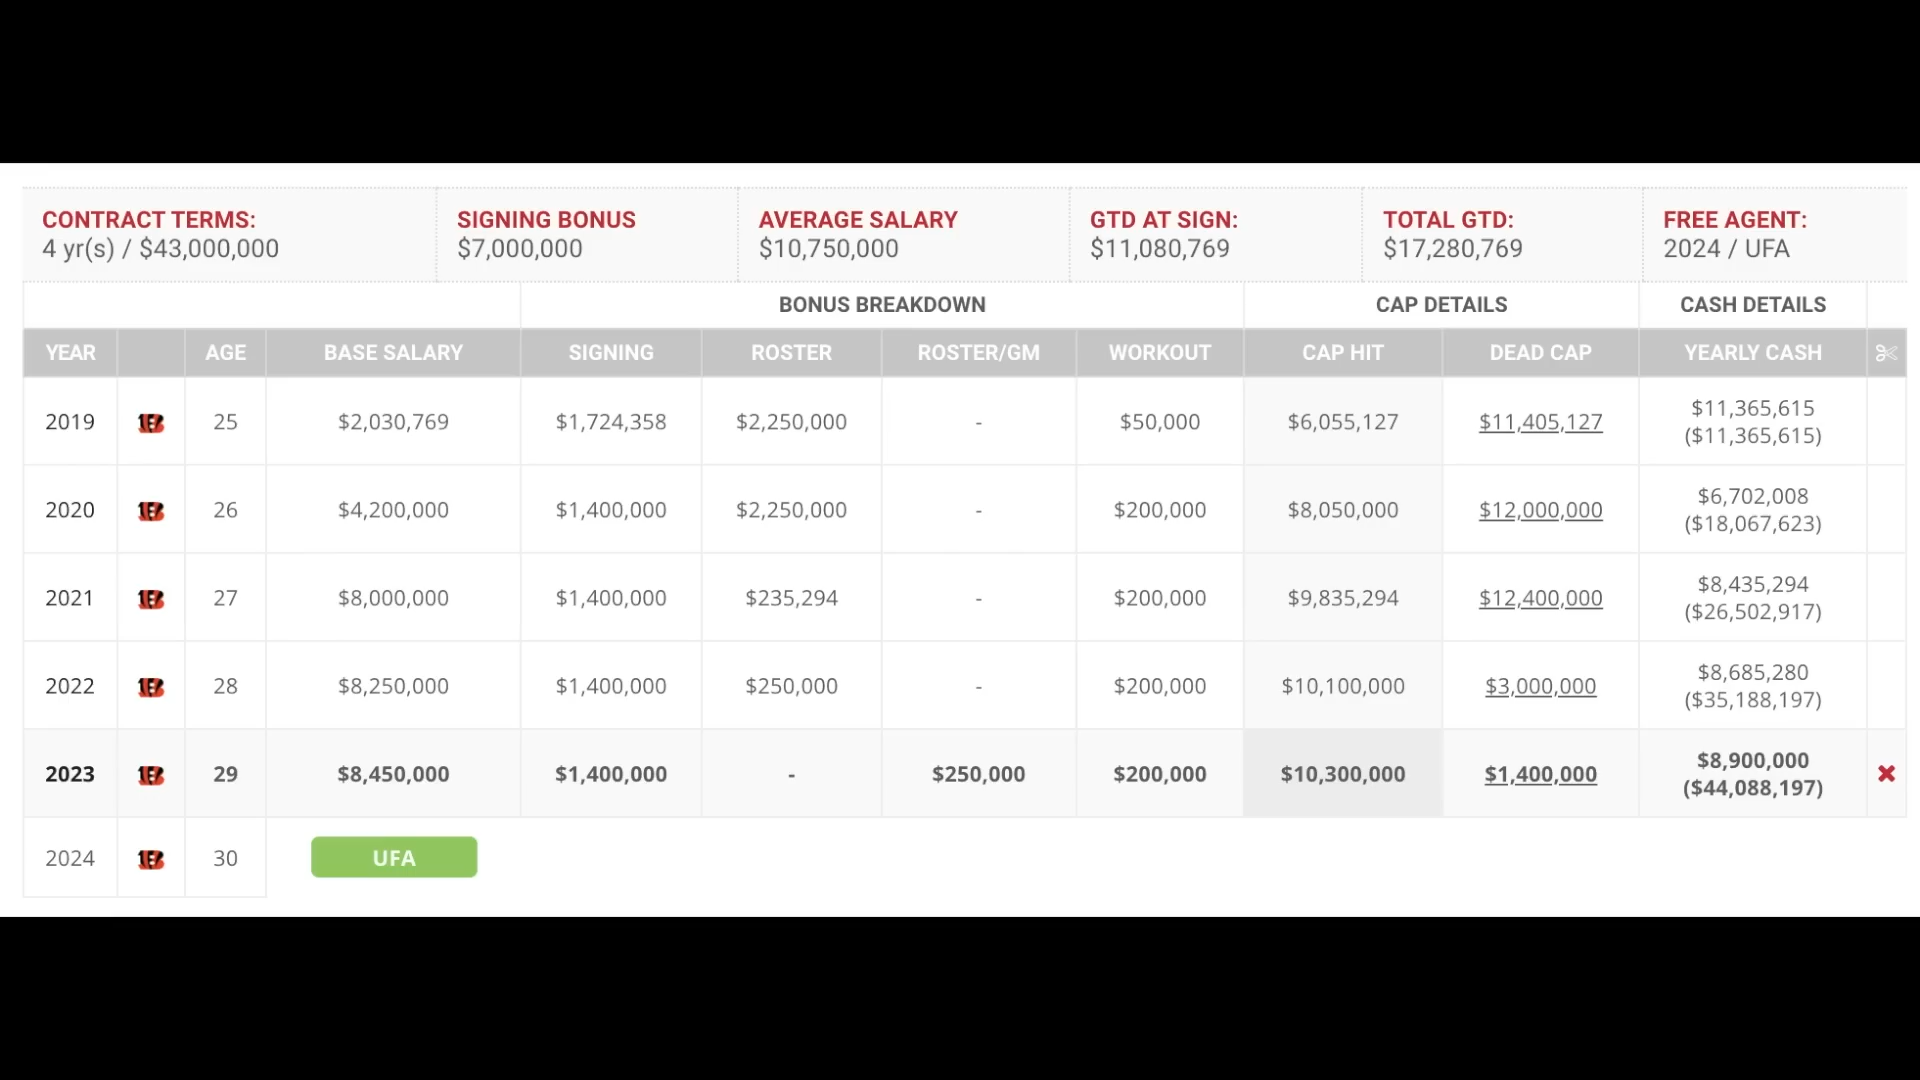 CONTRACT TERMS: SIGNING BONUS AVERAGE SALARY GTD AT SIGN: TOTAL GTD: FREE AGENT:
4 yr(s) / $43,000,000 $7,000,000 $10,750,000 $11,080,769 $17,280,769 2024 / UFA
BONUS BREAKDOWN CAP DETAILS CASH DETAILS
YEAR AGE BASE SALARY SIGNING ROSTER ROSTER/GM WORKOUT CAP HIT DEAD CAP YEARLY CASH
2019 25 $2,030,769 $1,724,358 $2,250,000 - $50,000 $6,055,127 $11,405,127 $11,365,615
($11,365,615)
2020 26 $4,200,000 $1,400,000 $2,250,000 - $200,000 $8,050,000 $12,000,000 $6,702,008
($18,067,623)
2021 27 $8,000,000 $1,400,000 $235,294 - $200,000 $9,835,294 $12,400,000 $8,435,294
($26,502,917)
2022 28 $8,250,000 $1,400,000 $250,000 - $200,000 $10,100,000 $3,000,000 $8,685,280
($35,188,197)
2023 29 $8,450,000 $1,400,000 - $250,000 $200,000 $10,300,000 $1,400,000 $8,900,000
($44,088,197)
2024 30 UFA